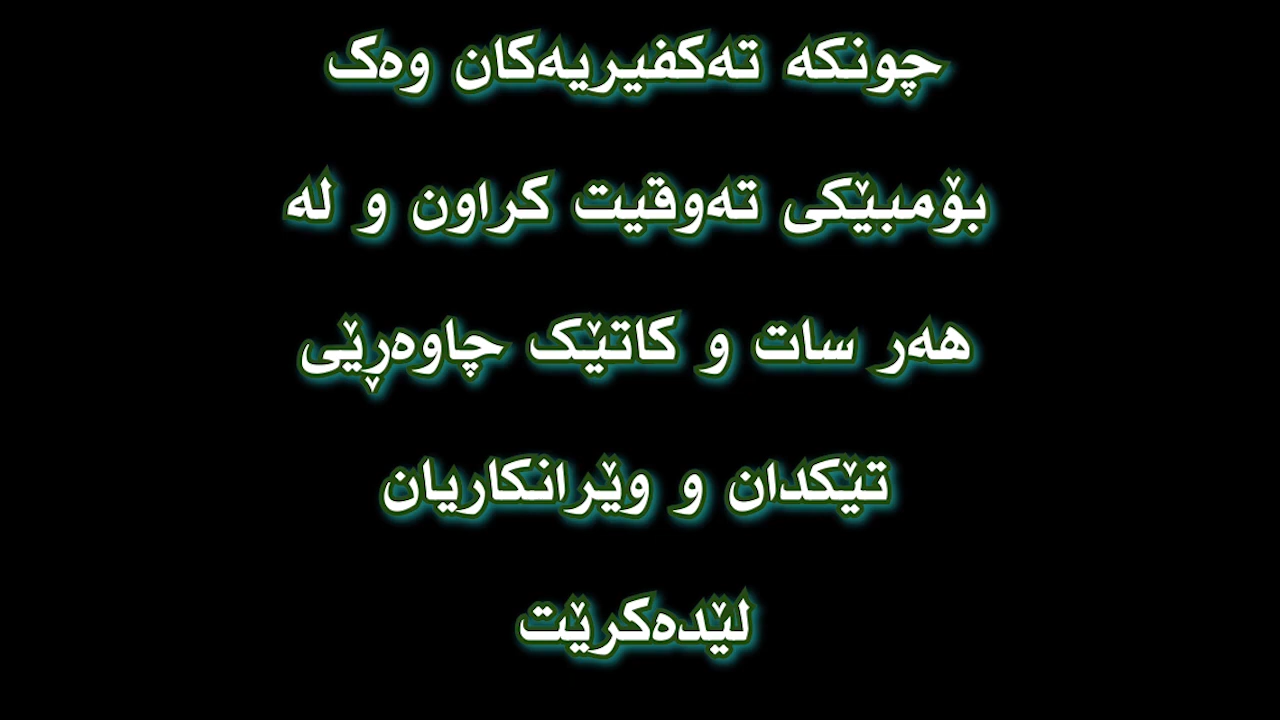 چونکە تەکفیریەکان وەک
بۆمبێکی تەوقیت کراون و لە
هەر سات و کاتێک چاوەڕێی
تێکدان و وێرانکاریان
لێدەکرێت